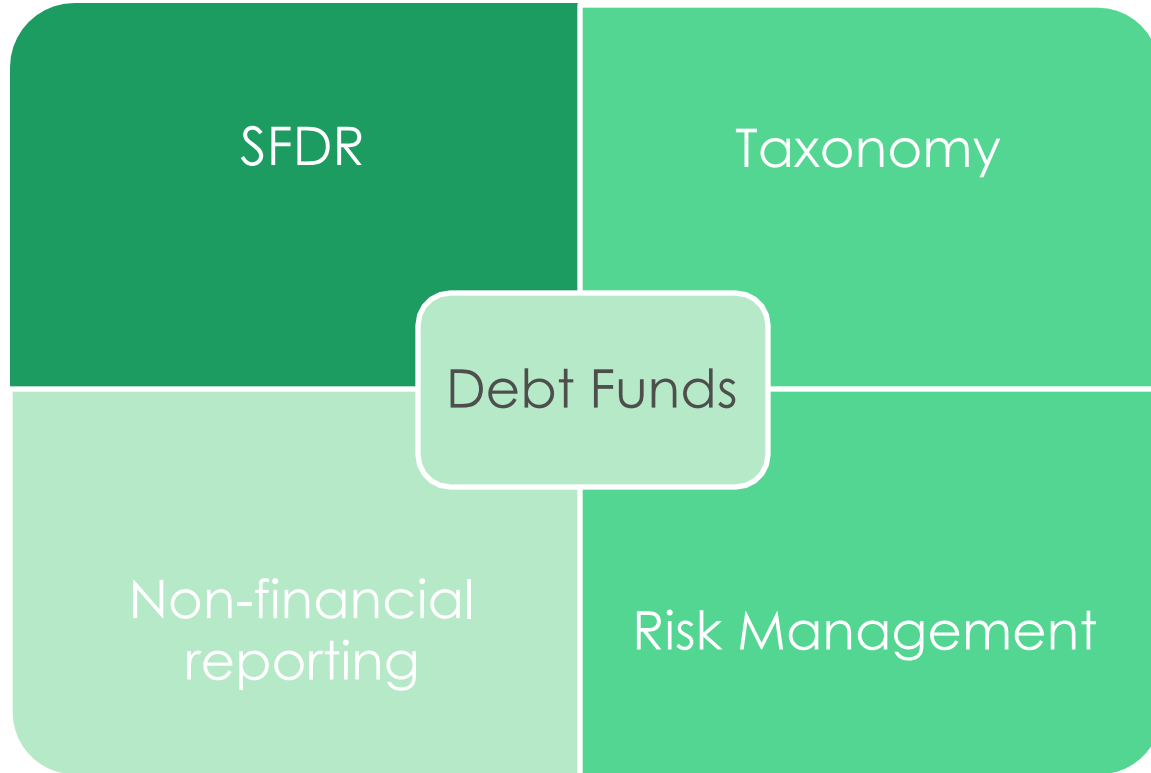 SFDR
Taxonomy
Debt Funds
Non-financial
reporting
Risk Management